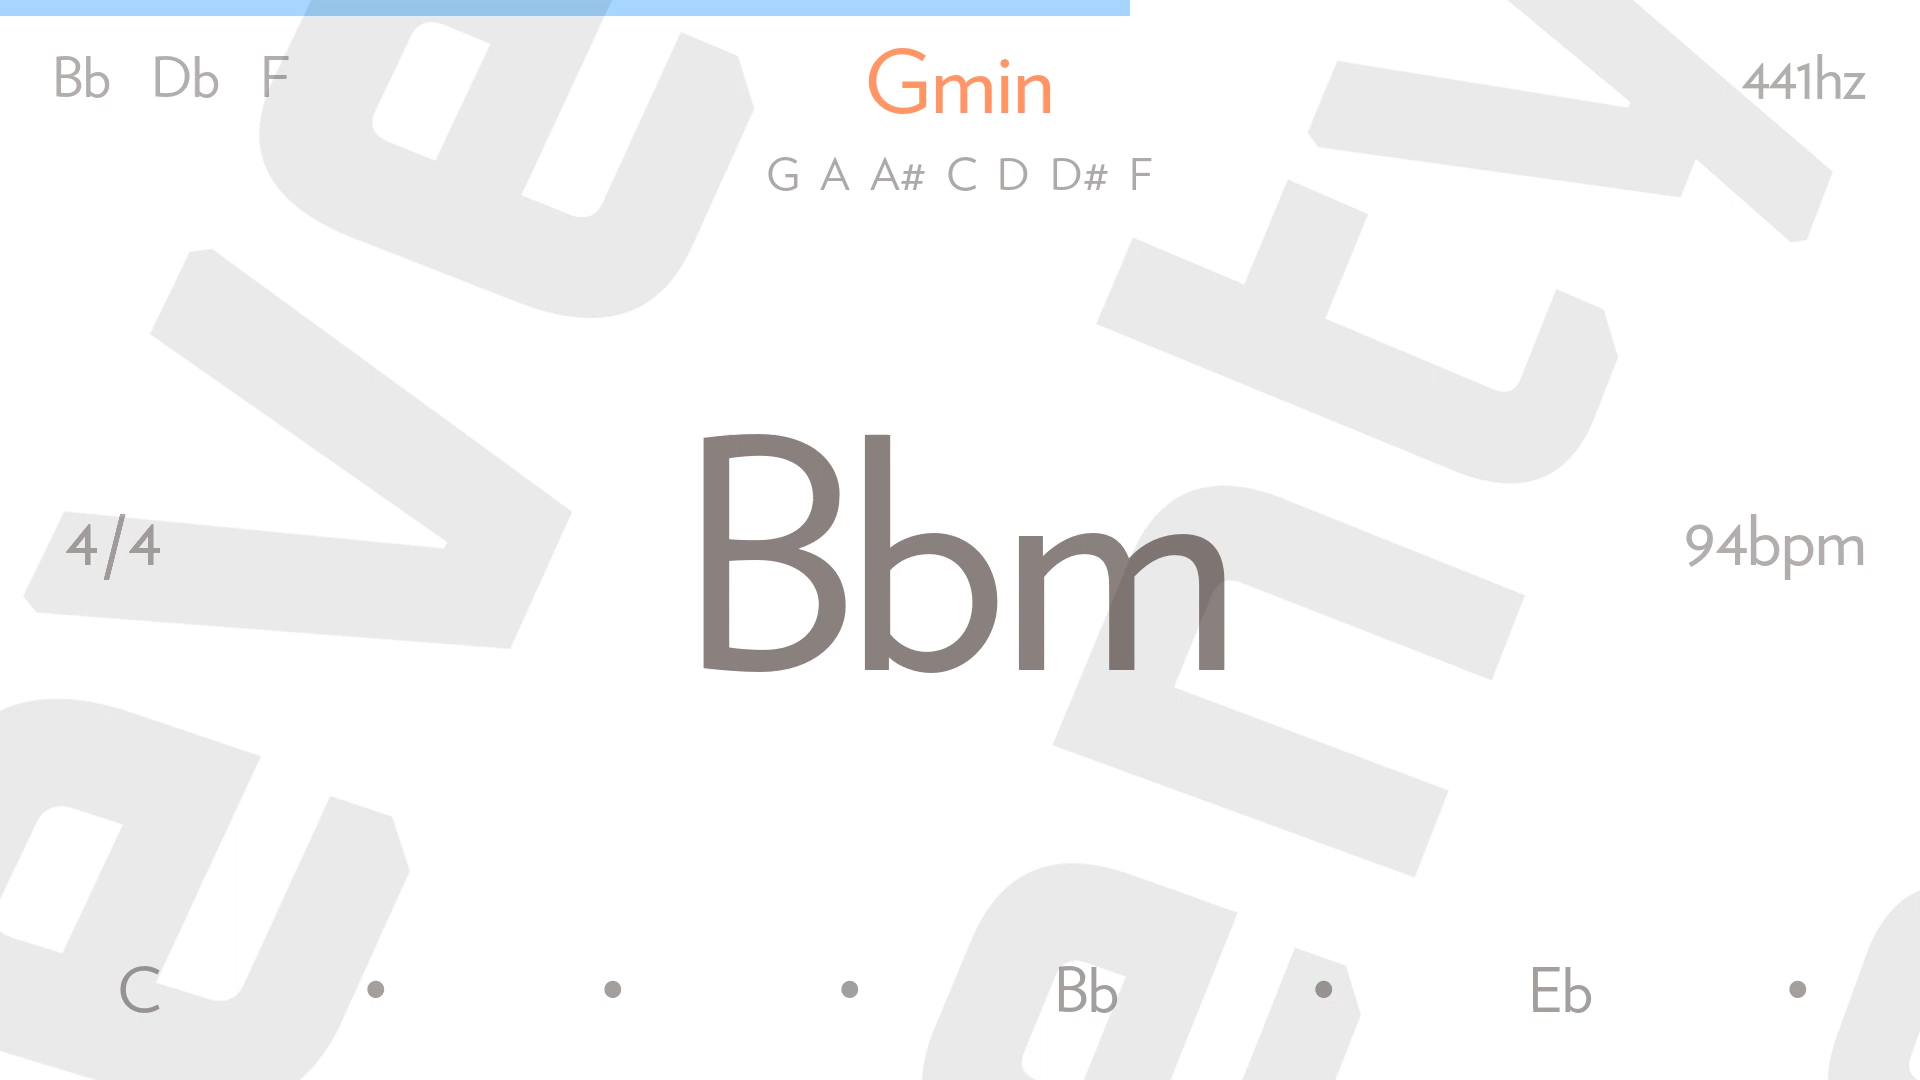 Bb Db F
Gmin
441hz
G A A# C D D# F
4/4
Bbm
94bpm
C • • • Bb • Eb •